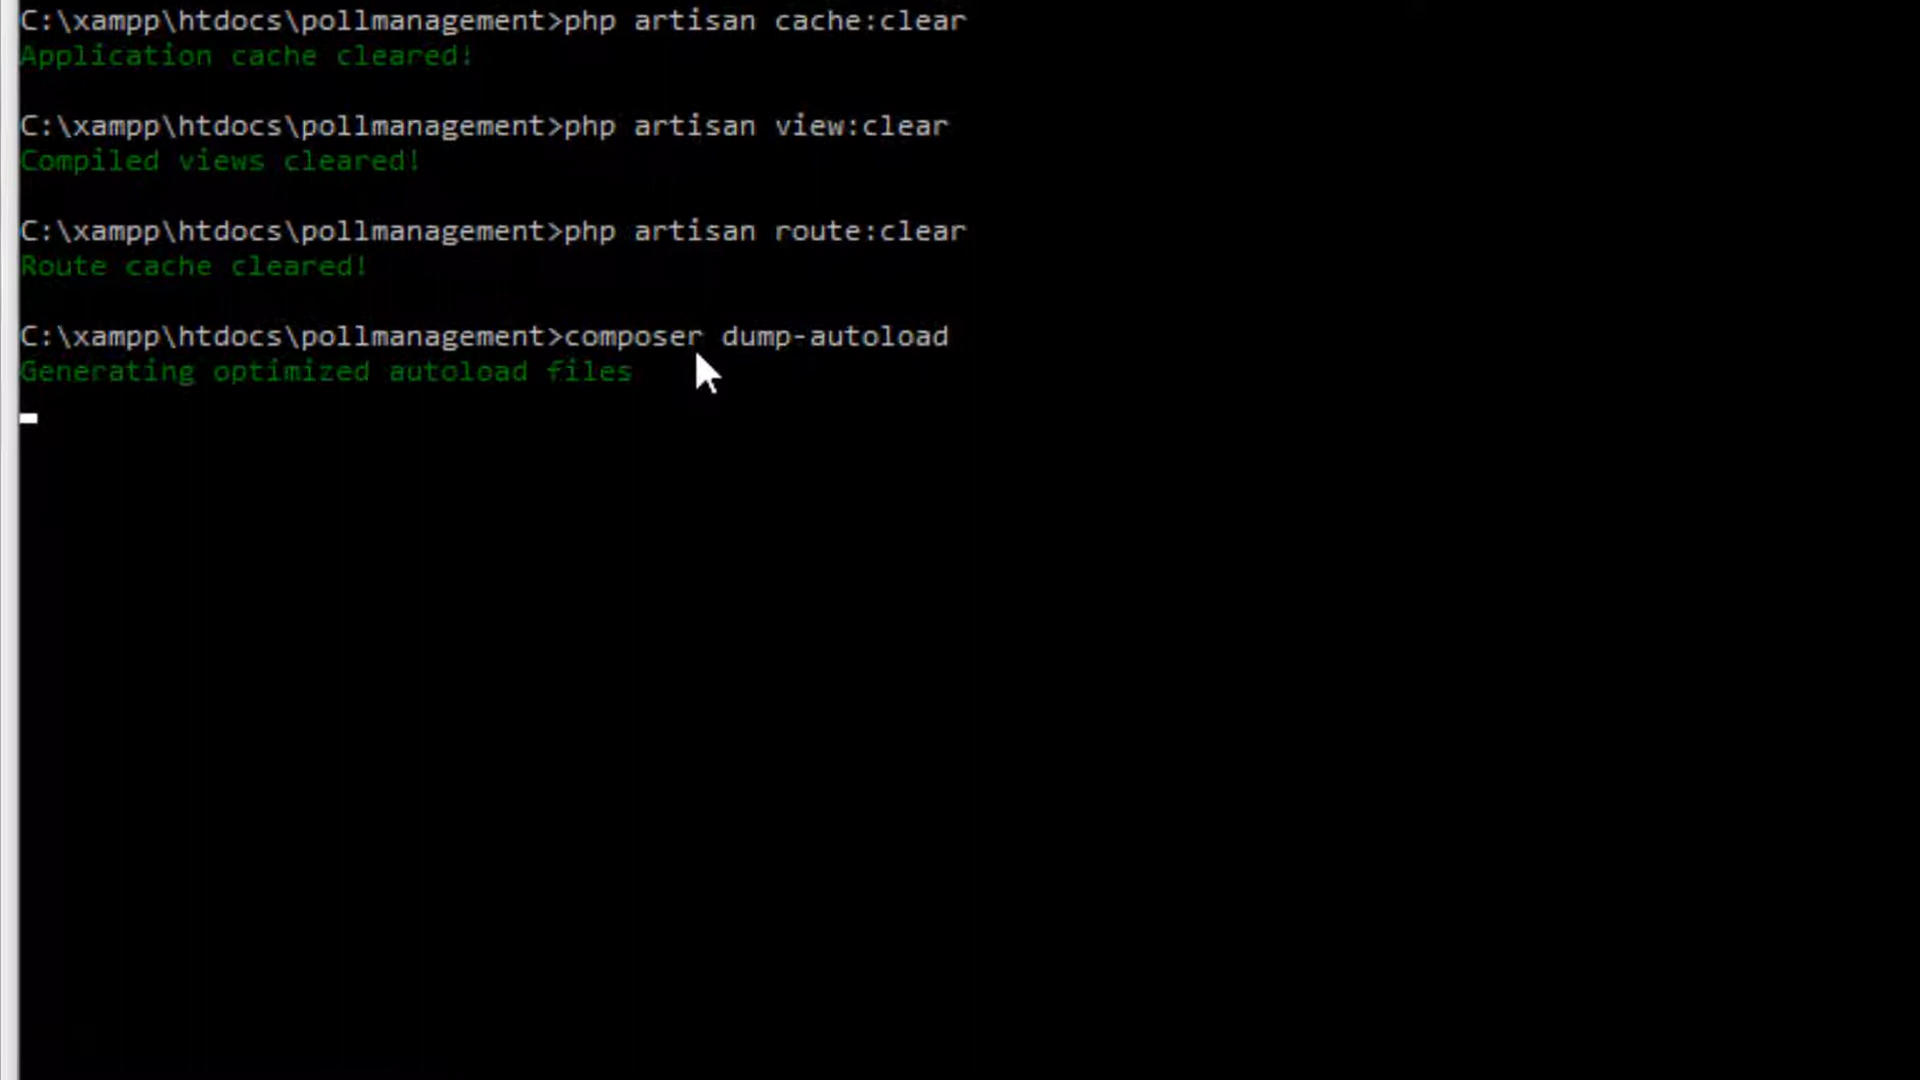 C:\xampp\htdocs\pollmanagement>php artisan cache:clear
Application cache cleared!
C:\xampp\htdocs\pollmanagement>php artisan view:clear
Compiled views cleared!
C:\xampp\htdocs\pollmanagement>php artisan route:clear
Route cache cleared!
C:\xampp\htdocs\pollmanagement>composer dump-autoload
Generating optimized autoload files